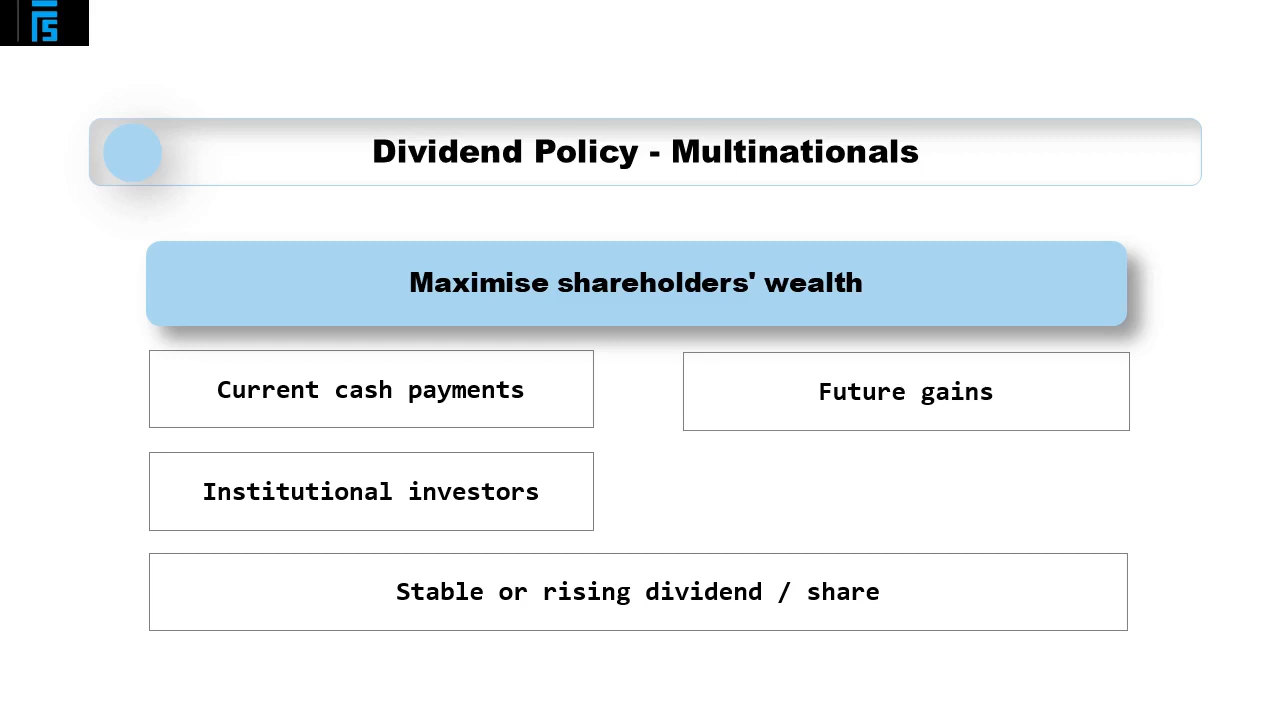 Dividend Policy - Multinationals
Maximise shareholders' wealth
Current cash payments
Future gains
Institutional investors
Stable or rising dividend / share